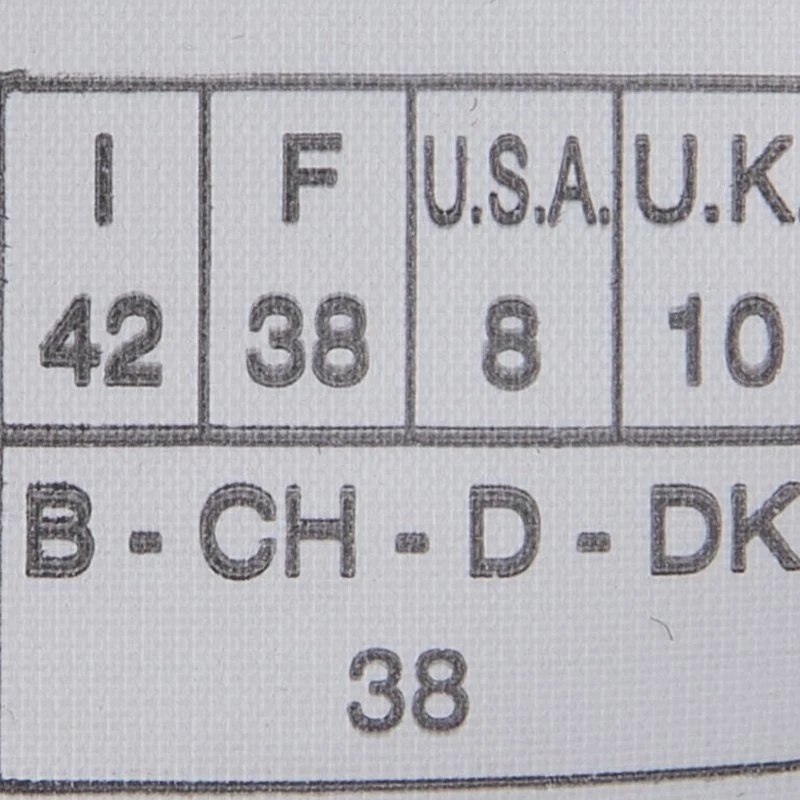 I F U.S.A. U.K.
42 38 8 10
B - CH - D - DK
38